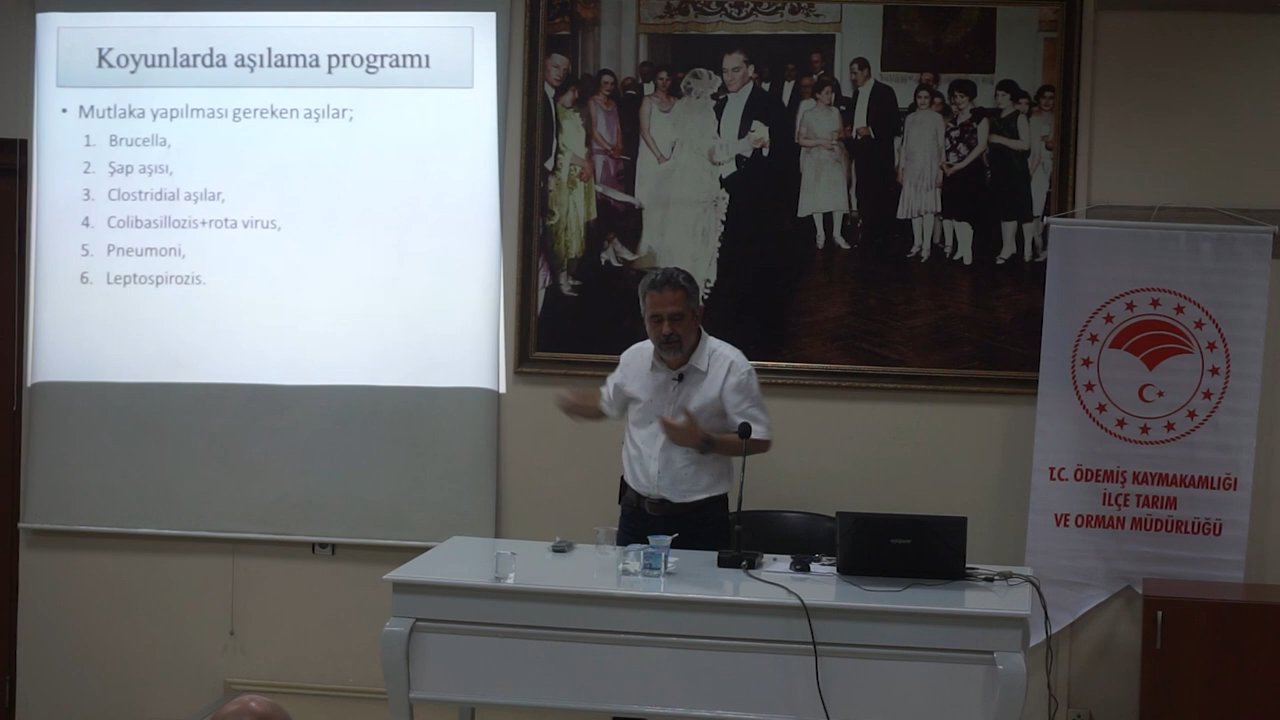 Koyunlarda aşılama programı
• Mutlaka yapılması gereken aşılar;
1. Brucella,
2. Şap aşısı,
3. Clostridial aşılar,
4. Colibasillozis+rota virus,
5. Pneumoni,
6. Leptospirozis.
T.C. ÖDEMİŞ KAYMAKAMLIĞI
İLÇE TARIM
VE ORMAN MÜDÜRLÜĞÜ